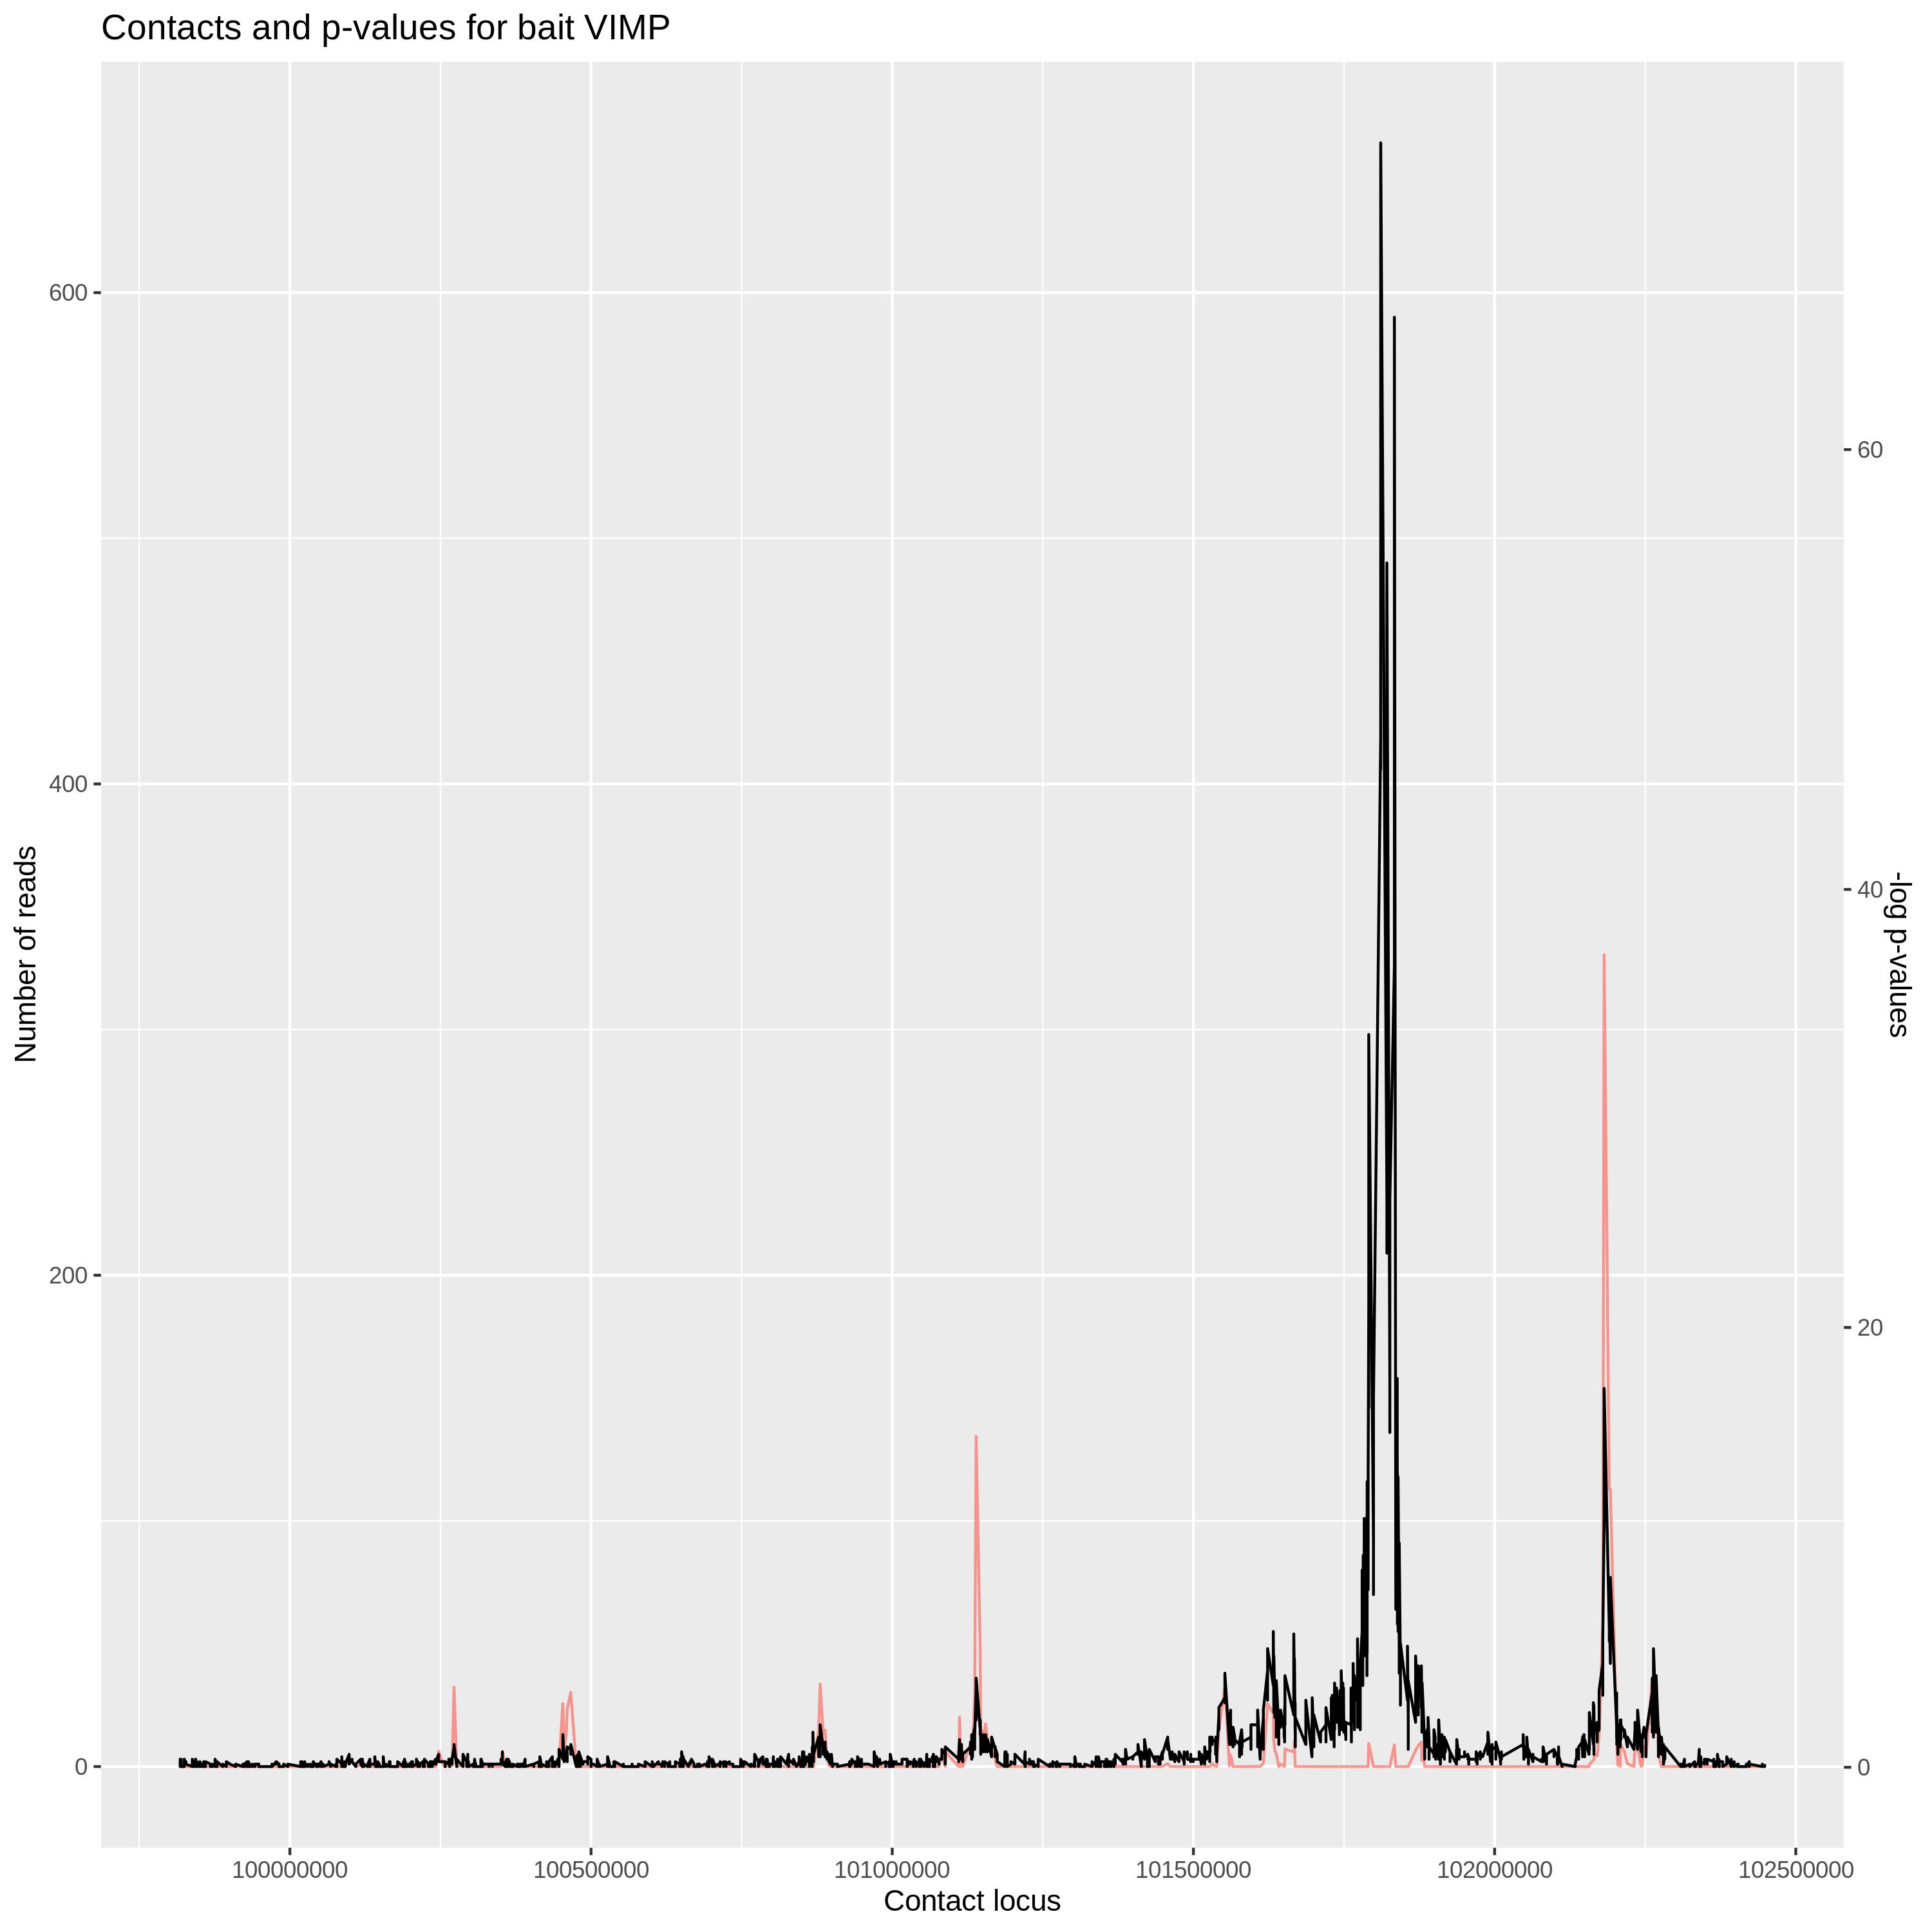 Contacts and p-values for bait VIMP
600
400
200
0
60
40
20
0
Number of reads
-log p-values
100000000 100500000 101000000 101500000 102000000 102500000
Contact locus